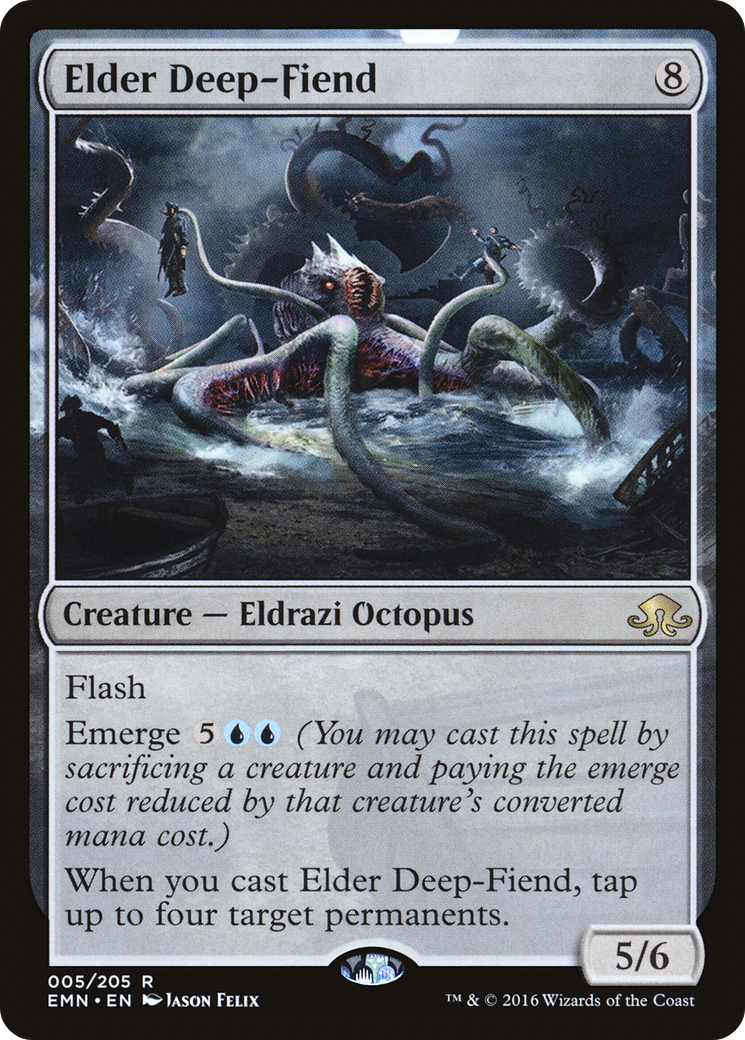 Elder Deep-Fiend 8
Creature — Eldrazi Octopus
Flash
Emerge 5 (You may cast this spell by
sacrificing a creature and paying the emerge
cost reduced by that creature's converted
mana cost.)
When you cast Elder Deep-Fiend, tap
up to four target permanents.
5/6
005/205 R
EMN • EN Jason Felix
™ & © 2016 Wizards of the Coast